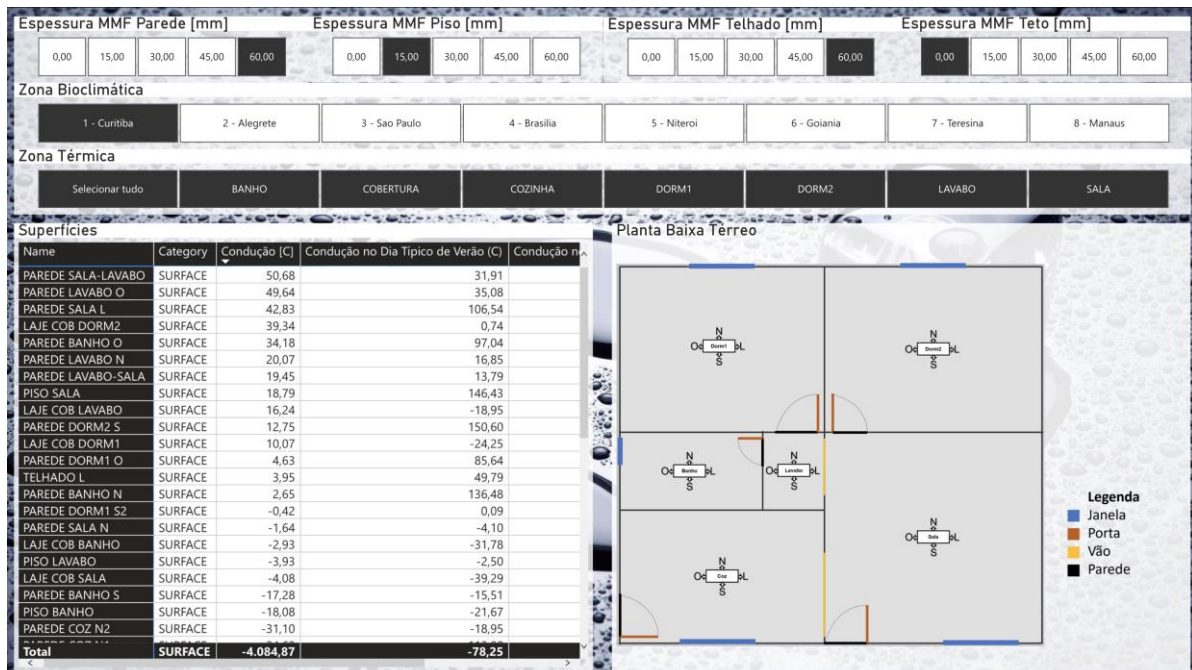 Espessura MMF Parede [mm] Espessura MMF Piso [mm] Espessura MMF Telhado [mm] Espessura MMF Teto [mm]
0,00 15,00 30,00 45,00 60,00 0,00 15,00 30,00 45,00 60,00 0,00 15,00 30,00 45,00 60,00 0,00 15,00 30,00 45,00 60,00
Zona Bioclimática
1 - Curitiba 2 - Alegrete 3 - Sao Paulo 4 - Brasilia 5 - Niteroi 6 - Goiania 7 - Teresina 8 - Manaus
Zona Térmica
Selecionar tudo BANHO COBERTURA COZINHA DORM1 DORM2 LAVABO SALA
Superfícies
Name Category Condução [C] Condução no Dia Típico de Verão (C) Condução n
PAREDE SALA-LAVABO SURFACE 50,68 31,91
PAREDE LAVABO O SURFACE 49,64 35,08
PAREDE SALA L SURFACE 42,83 106,54
LAJE COB DORM2 SURFACE 39,34 0,74
PAREDE BANHO O SURFACE 34,18 97,04
PAREDE LAVABO N SURFACE 20,07 16,85
PAREDE LAVABO-SALA SURFACE 19,45 13,79
PISO SALA SURFACE 18,79 146,43
LAJE COB LAVABO SURFACE 16,24 -18,95
PAREDE DORM2 S SURFACE 12,75 150,60
LAJE COB DORM1 SURFACE 10,07 -24,25
PAREDE DORM1 O SURFACE 4,63 85,64
TELHADO L SURFACE 3,95 49,79
PAREDE BANHO N SURFACE 2,65 136,48
PAREDE DORM1 S2 SURFACE -0,42 0,09
PAREDE SALA N SURFACE -1,64 -4,10
LAJE COB BANHO SURFACE -2,93 -31,78
PISO LAVABO SURFACE -3,93 -2,50
LAJE COB SALA SURFACE -4,08 -39,29
PAREDE BANHO S SURFACE -17,28 -15,51
PISO BANHO SURFACE -18,08 -21,67
PAREDE COZ N2 SURFACE -31,10 -18,95
Total SURFACE -4.084,87 -78,25
Planta Baixa Térreo
N
O Dorm1 L
S
N
O Dorm2 L
S
N
O Banho L
S
N
O Lavabo L
S
N
O Sala L
S
N
O Coz L
S
Legenda
Janela
Porta
Vão
Parede